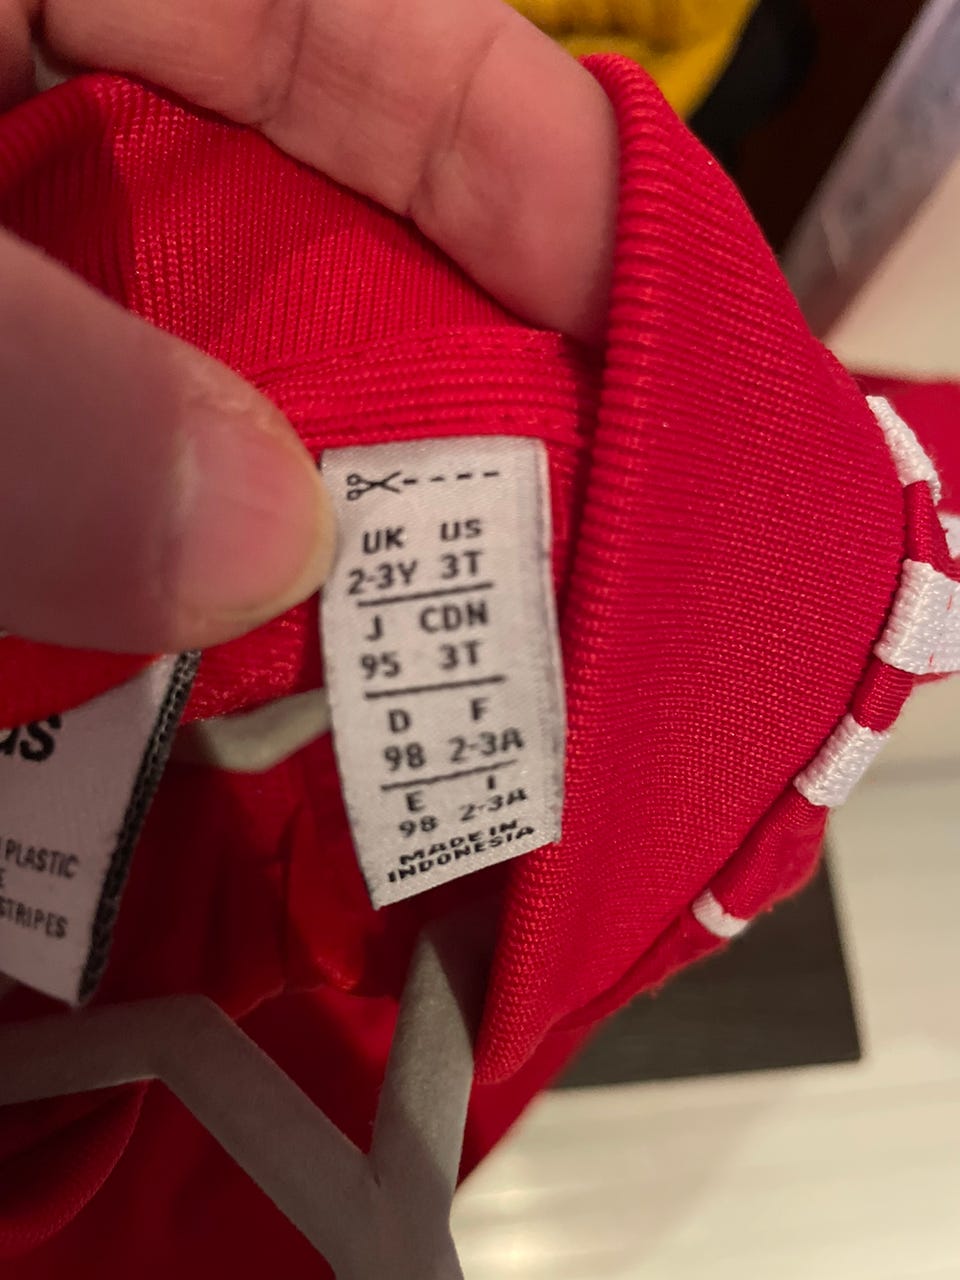 UK US
2-3Y 3T
J CDN
95 3T
D F
98 2-3A
E I
98 2-3A
MADE IN
INDONESIA
PLASTIC
STRIPES